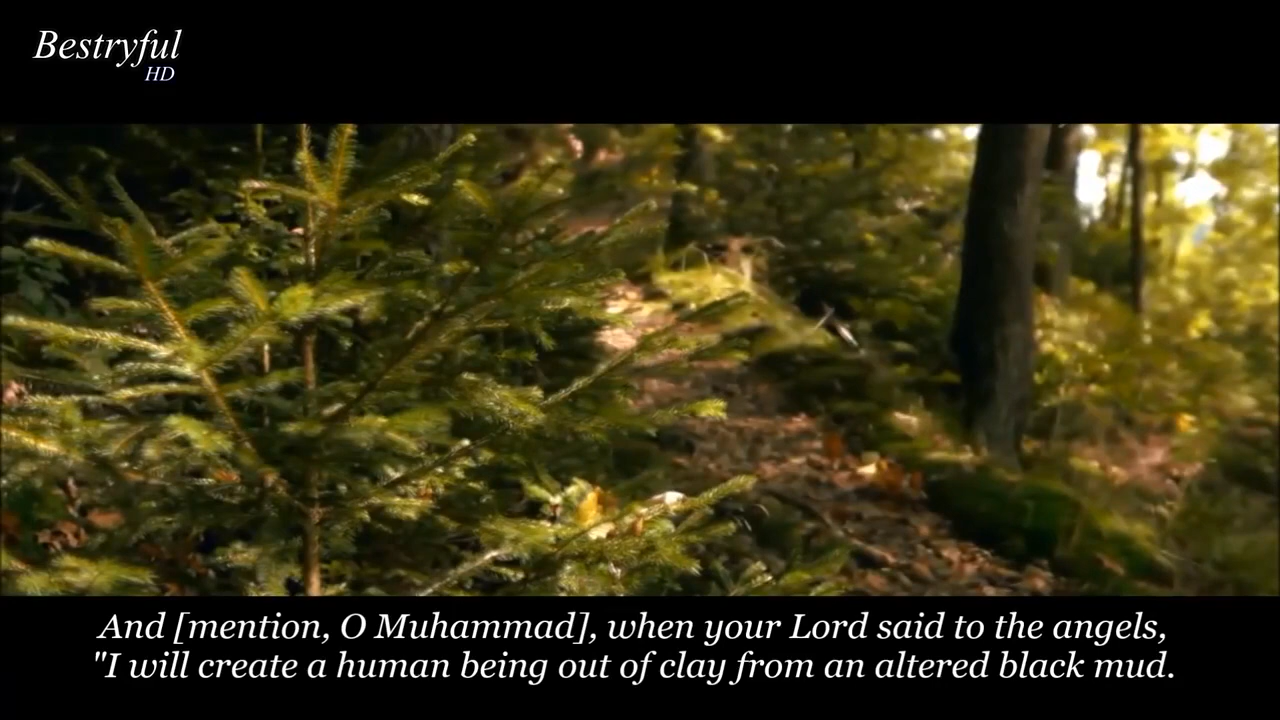 Bestryful
HD
And [mention, O Muhammad], when your Lord said to the angels,
"I will create a human being out of clay from an altered black mud.